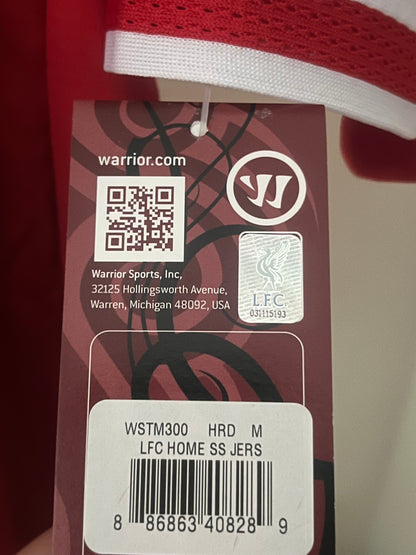 warrior.com
Warrior Sports, Inc,
32125 Hollingsworth Avenue,
Warren, Michigan 48092, USA
L.F.C.
031115193
WSTM300 HRD M
LFC HOME SS JERS
8 86863 40828 9